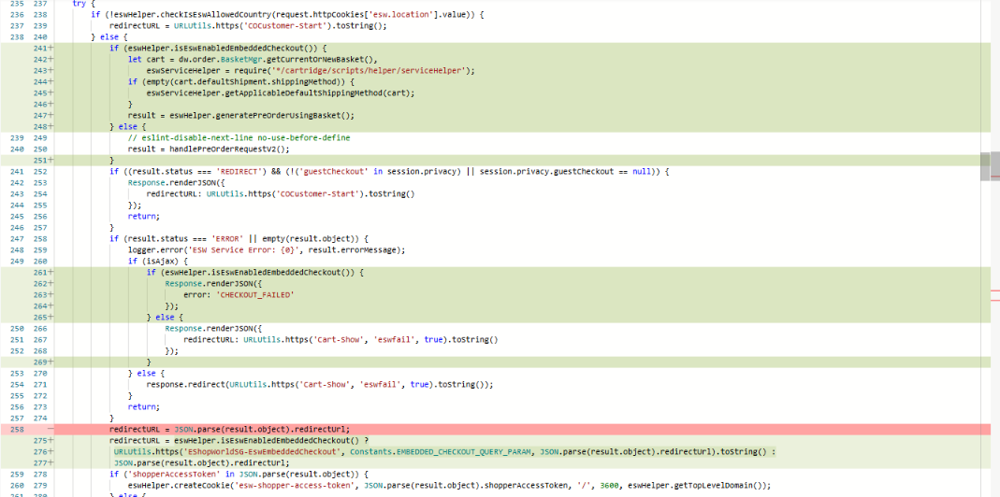 235 237 try {
236 238 if (!eswHelper.checkIsEswAllowedCountry(request.httpCookies['esw.location'].value)) {
237 239 redirectURL = URLUtils.https('COCustomer-Start').toString();
238 240 } else {
241+ if (eswHelper.isEswEnabledEmbeddedCheckout()) {
242+ let cart = dw.order.BasketMgr.getCurrentOrNewBasket(),
243+ eswServiceHelper = require('*/cartridge/scripts/helper/serviceHelper');
244+ if (empty(cart.defaultShipment.shippingMethod)) {
245+ eswServiceHelper.getApplicableDefaultShippingMethod(cart);
246+ }
247+ result = eswHelper.generatePreOrderUsingBasket();
248+ } else {
239 249 // eslint-disable-next-line no-use-before-define
240 250 result = handlePreOrderRequestV2();
251+ }
241 252 if ((result.status === 'REDIRECT') && (!('guestCheckout' in session.privacy) || session.privacy.guestCheckout == null)) {
242 253 Response.renderJSON({
243 254 redirectURL: URLUtils.https('COCustomer-Start').toString()
244 255 });
245 256 return;
246 257 }
247 258 if (result.status === 'ERROR' || empty(result.object)) {
248 259 logger.error('ESW Service Error: {0}', result.errorMessage);
249 260 if (isAjax) {
261+ if (eswHelper.isEswEnabledEmbeddedCheckout()) {
262+ Response.renderJSON({
263+ error: 'CHECKOUT_FAILED'
264+ });
265+ } else {
250 266 Response.renderJSON({
251 267 redirectURL: URLUtils.https('Cart-Show', 'eswfail', true).toString()
252 268 });
269+ }
253 270 } else {
254 271 response.redirect(URLUtils.https('Cart-Show', 'eswfail', true).toString());
255 272 }
256 273 return;
257 274 }
258 — redirectURL = JSON.parse(result.object).redirectUrl;
275+ redirectURL = eswHelper.isEswEnabledEmbeddedCheckout() ?
276+ URLUtils.https('EShopWorldSG-EswEmbeddedCheckout', Constants.EMBEDDED_CHECKOUT_QUERY_PARAM, JSON.parse(result.object).redirectUrl).toString() :
277+ JSON.parse(result.object).redirectUrl;
259 278 if ('shopperAccessToken' in JSON.parse(result.object)) {
260 279 eswHelper.createCookie('esw-shopper-access-token', JSON.parse(result.object).shopperAccessToken, '/', 3600, eswHelper.getTopLevelDomain());
261 280 } else {